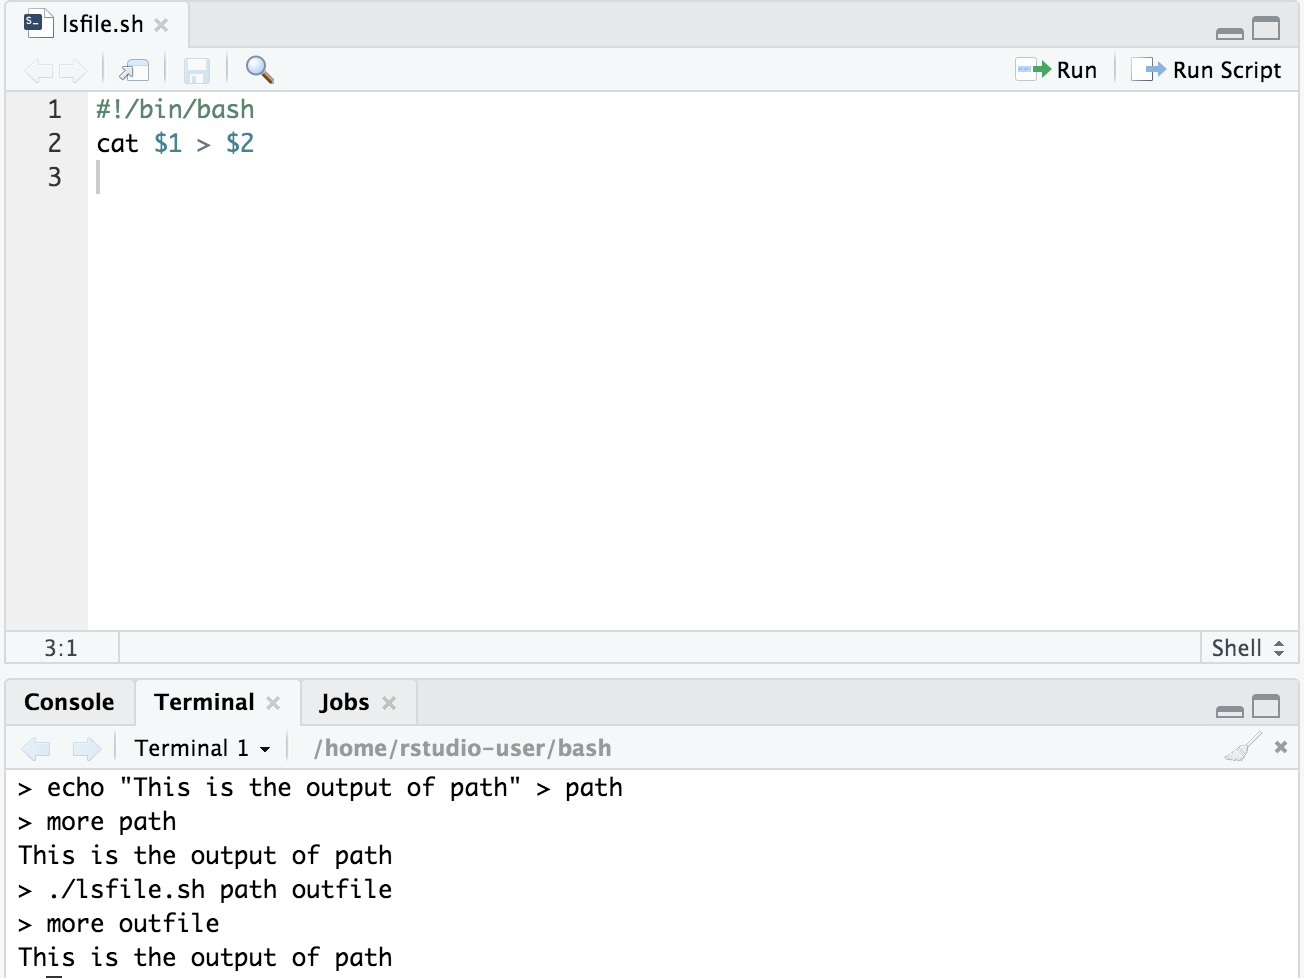 lsfile.sh
Run Run Script
1 #!/bin/bash
2 cat $1 > $2
3
3:1 Shell
Console Terminal Jobs
Terminal 1 /home/rstudio-user/bash
> echo "This is the output of path" > path
> more path
This is the output of path
> ./lsfile.sh path outfile
> more outfile
This is the output of path